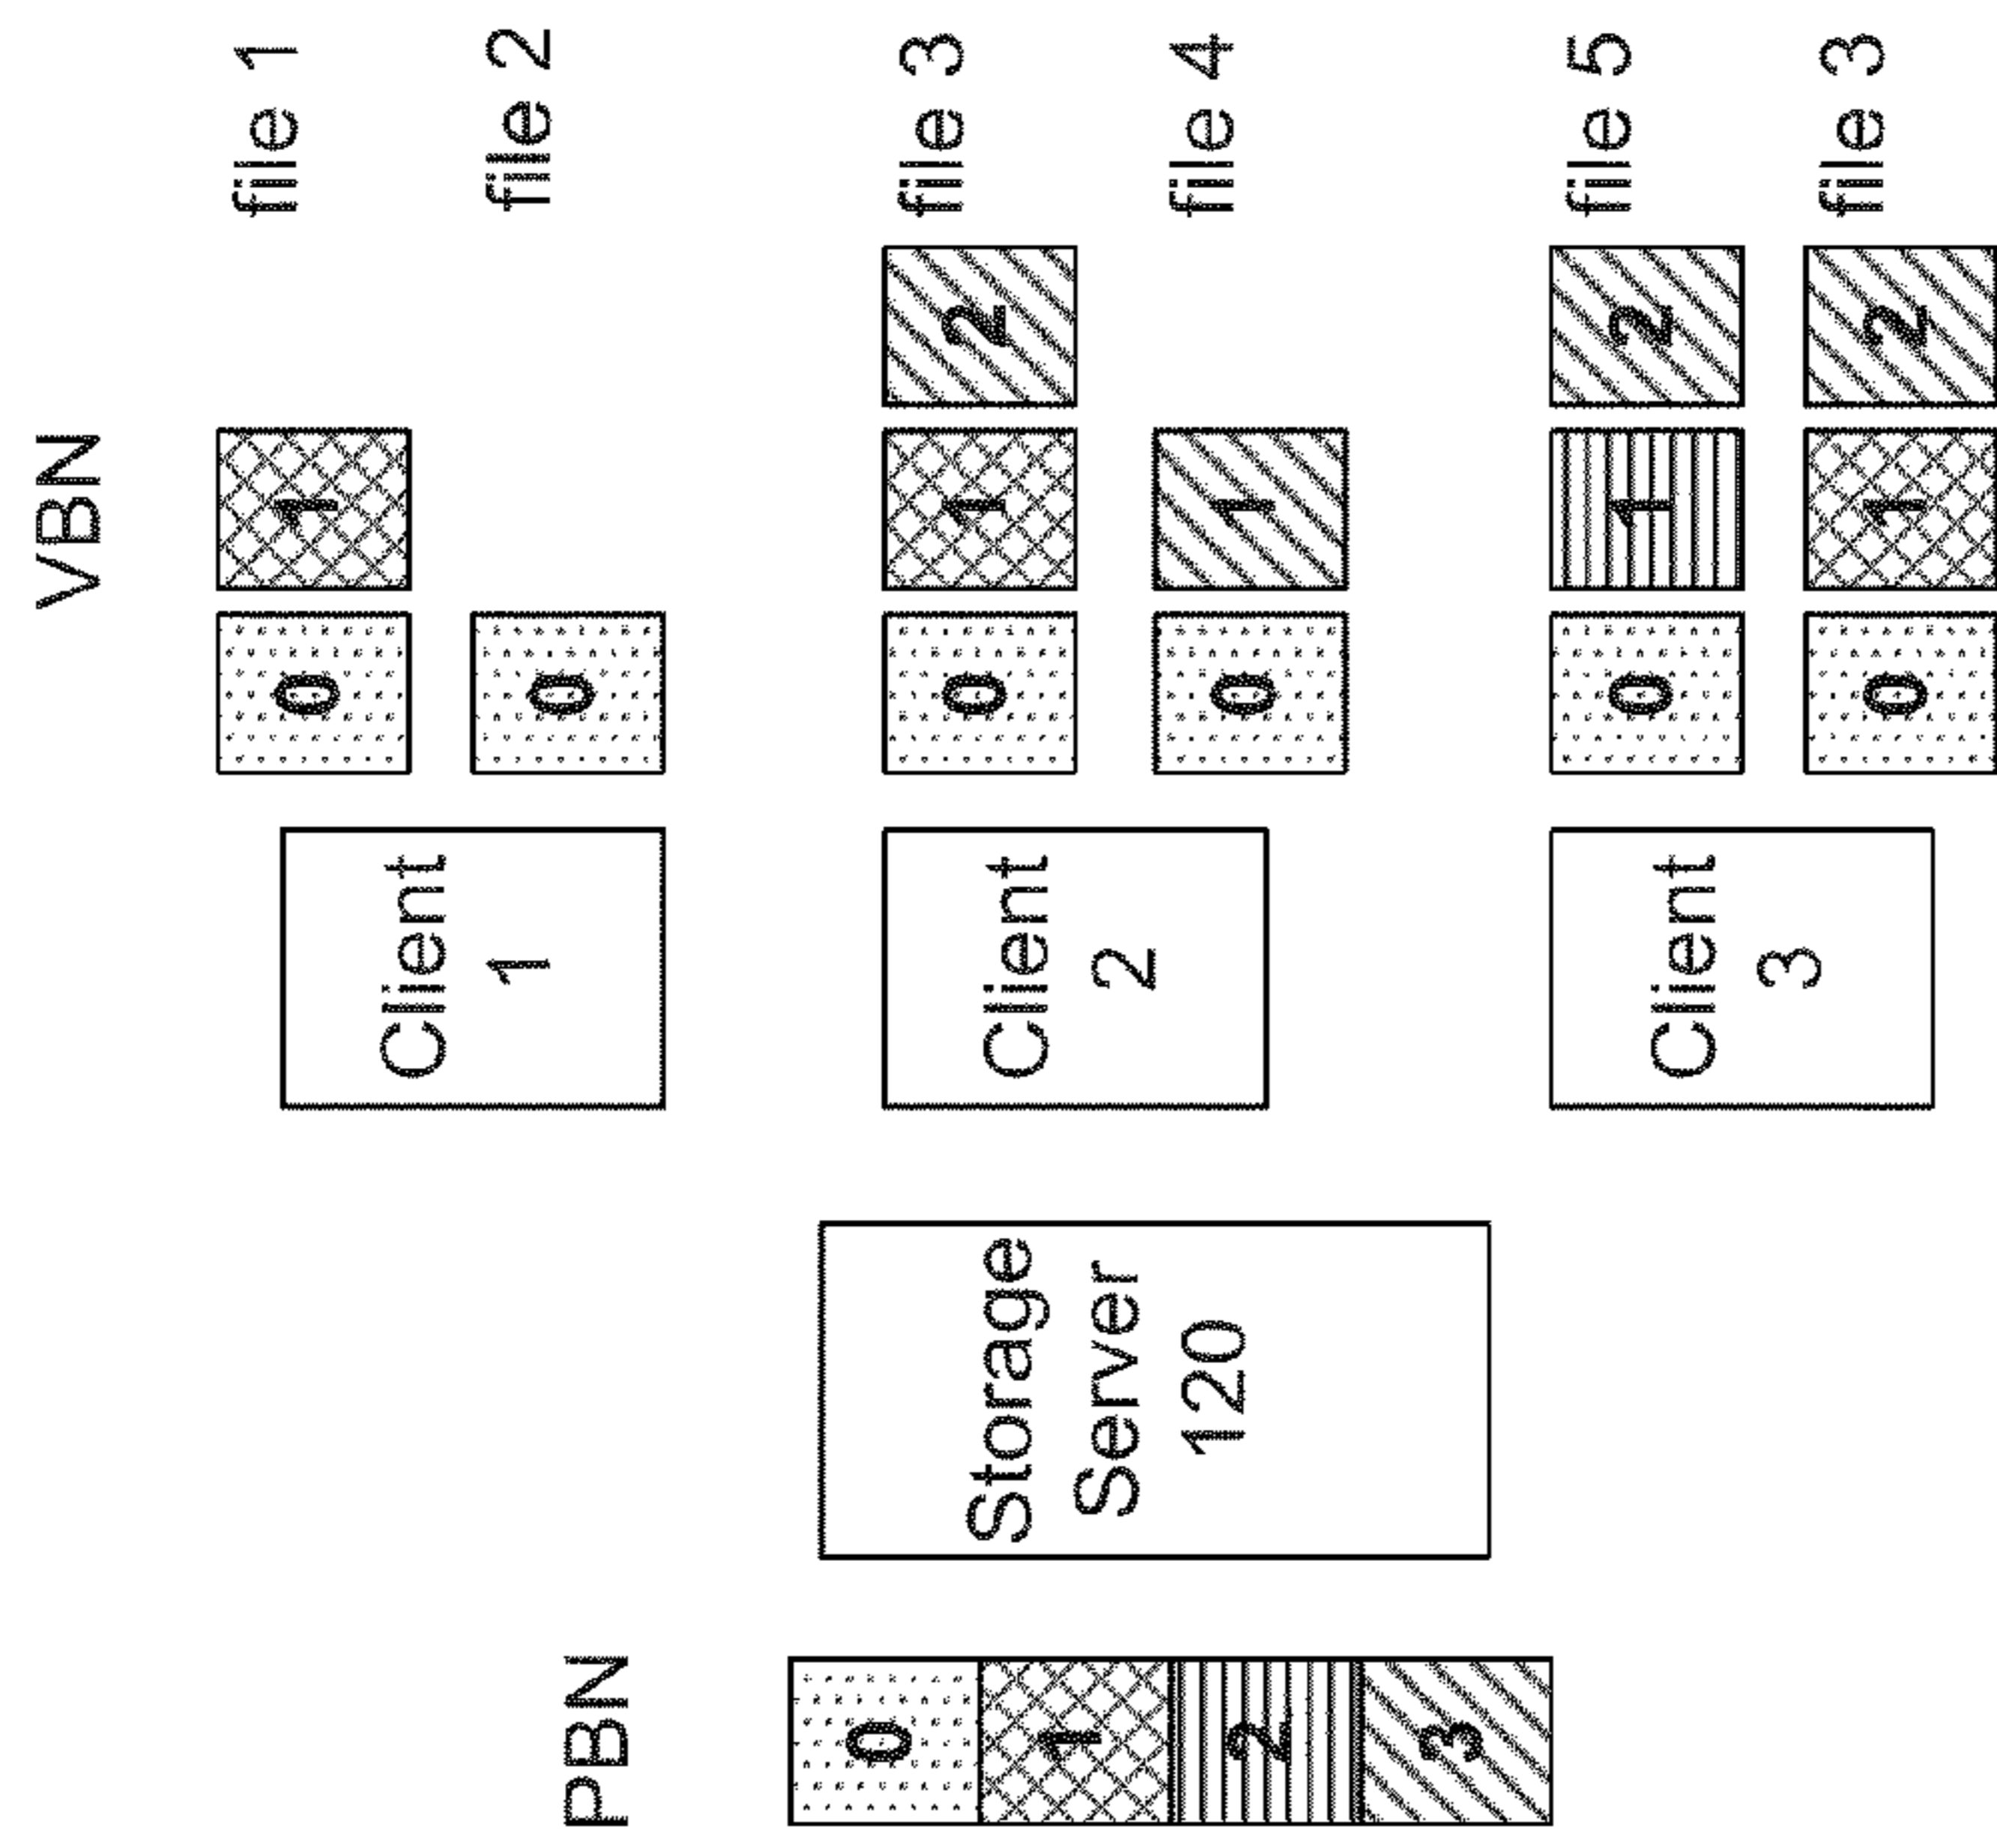 VBN
PBN
0
1
2
3
Storage
Server
120
Client
1
0 1 file 1
0 file 2
Client
2
0 1 2 file 3
0 1 file 4
Client
3
0 1 2 file 5
0 1 2 file 3